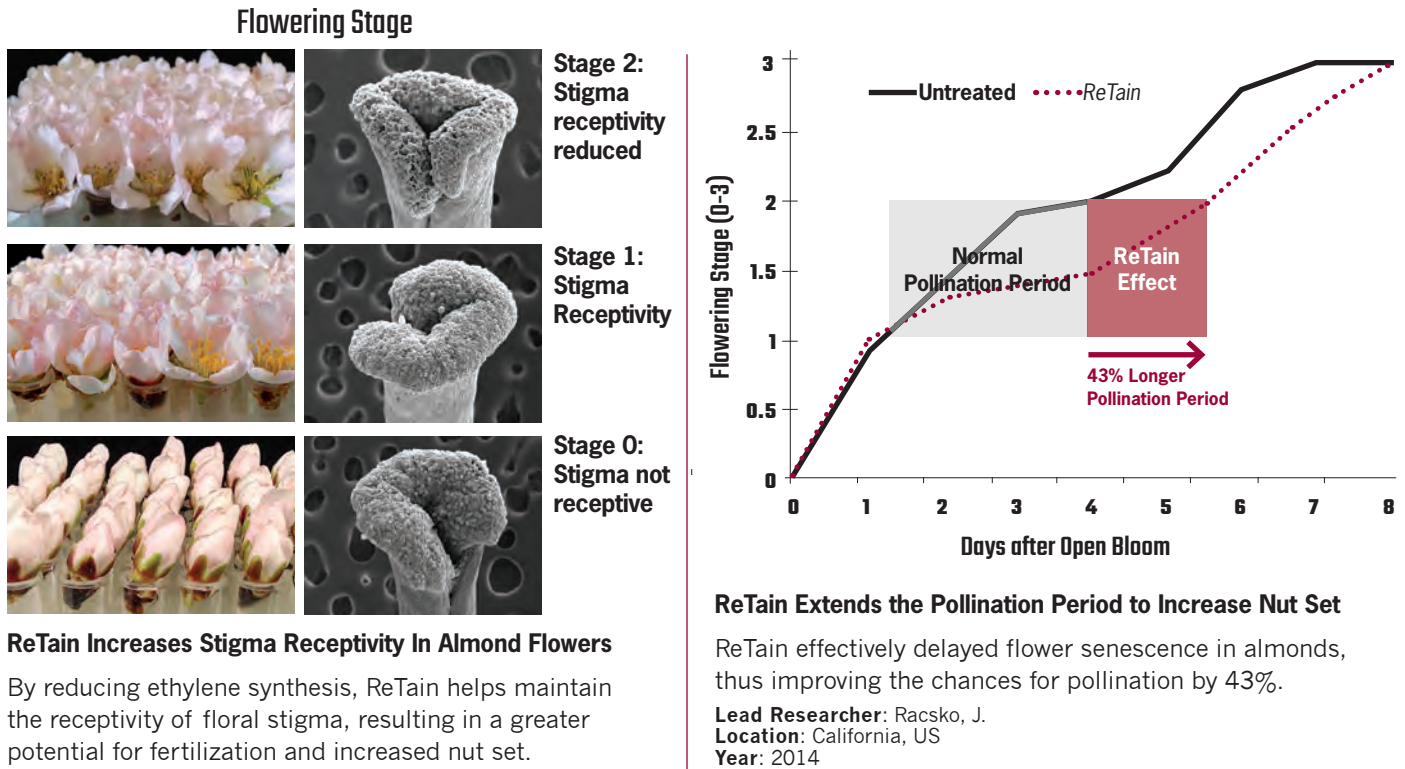 Flowering Stage
Stage 2:
Stigma
receptivity
reduced
Stage 1:
Stigma
Receptivity
Stage 0:
Stigma not
receptive
ReTain Increases Stigma Receptivity In Almond Flowers
By reducing ethylene synthesis, ReTain helps maintain
the receptivity of floral stigma, resulting in a greater
potential for fertilization and increased nut set.
Flowering Stage (0-3)
3
2.5
2
1.5
1
0.5
0
Untreated
ReTain
Normal
Pollination Period
ReTain
Effect
43% Longer
Pollination Period
0 1 2 3 4 5 6 7 8
Days after Open Bloom
ReTain Extends the Pollination Period to Increase Nut Set
ReTain effectively delayed flower senescence in almonds,
thus improving the chances for pollination by 43%.
Lead Researcher: Racsko, J.
Location: California, US
Year: 2014